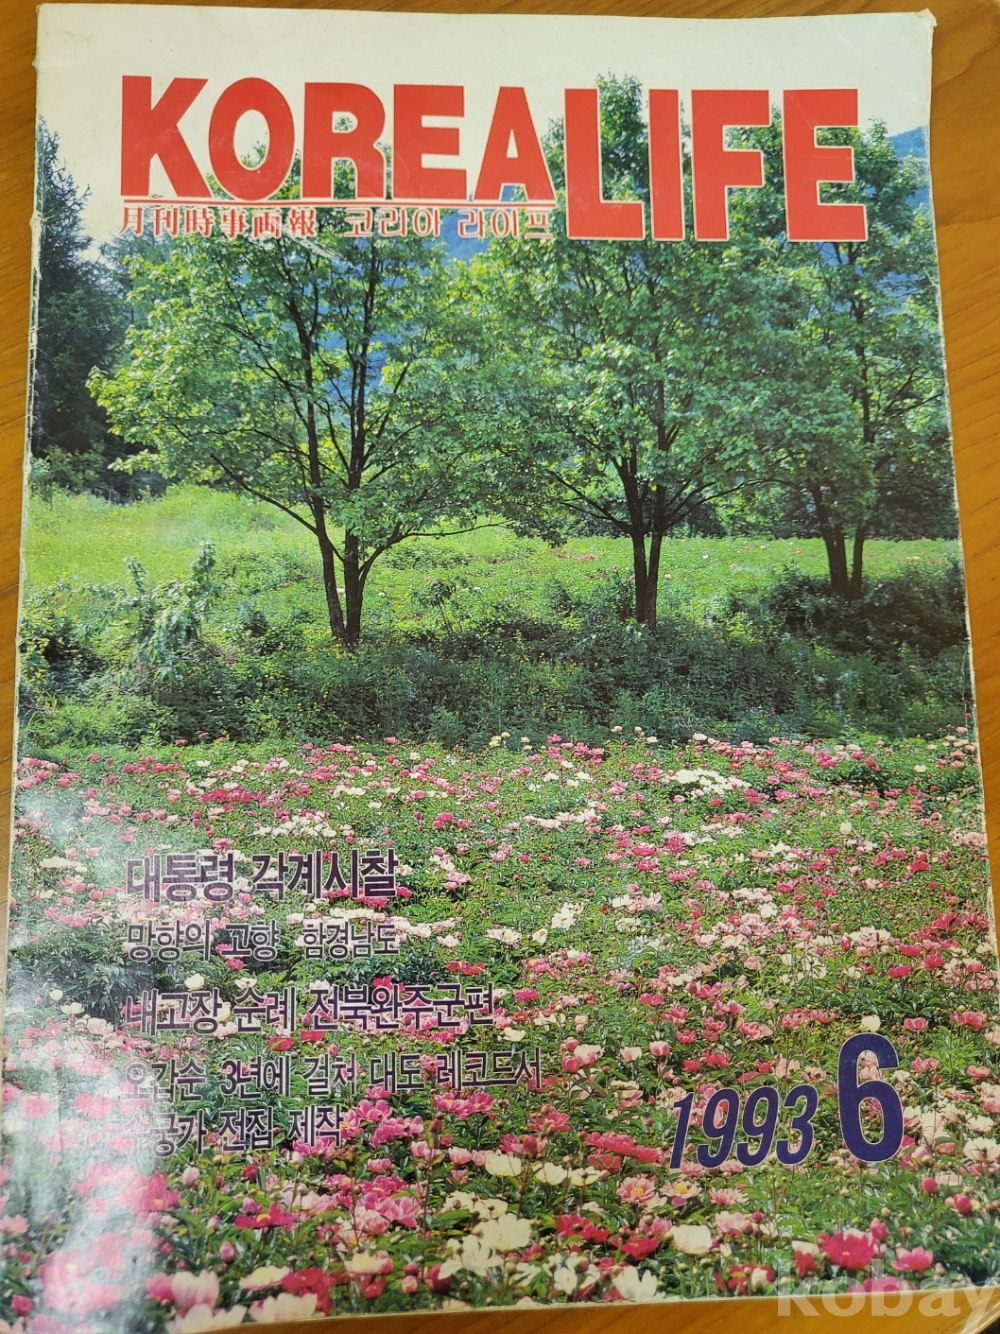 KOREALIFE
月刊時事画報 코리아 라이프
대통령 각계시찰
망향의 고향 함경남도
내고장 순례 전북완주군편
오갑순 3년에 걸쳐 대도 레코드서
수궁가 전집 제작
1993 6
kobay